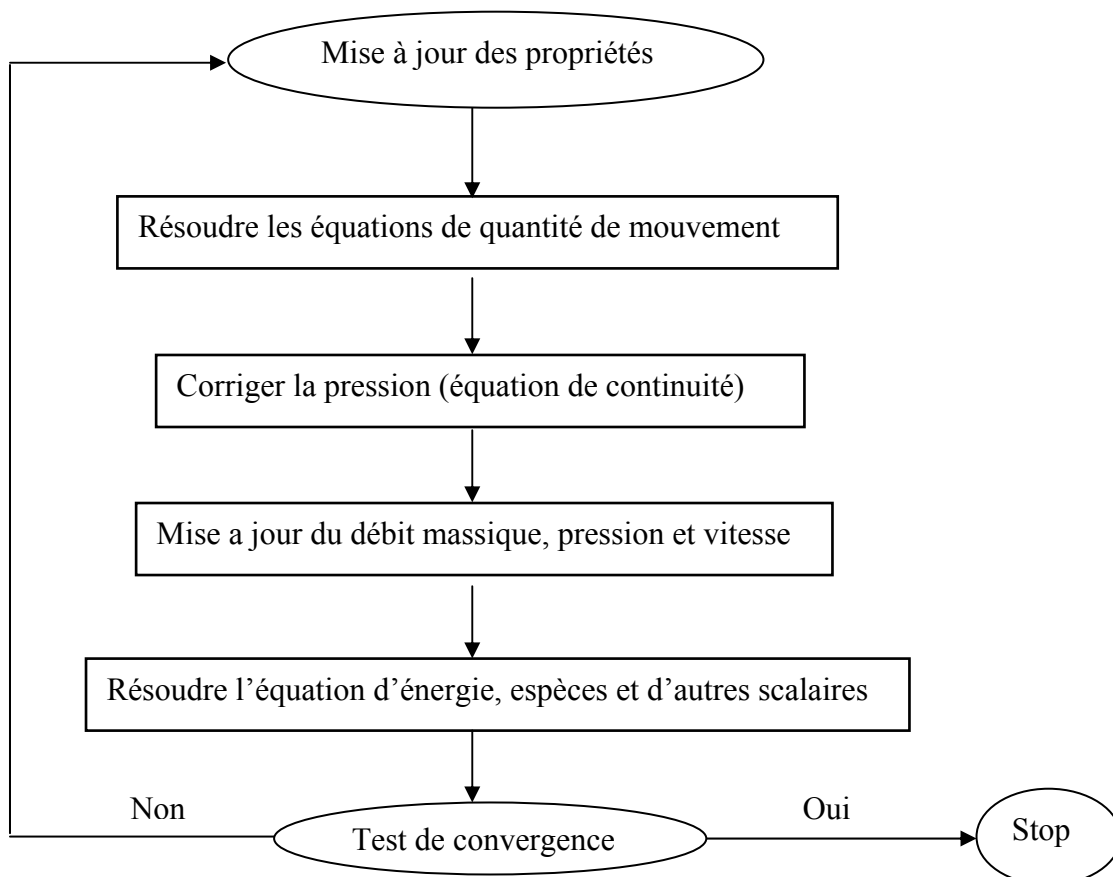 Mise à jour des propriétés
Résoudre les équations de quantité de mouvement
Corriger la pression (équation de continuité)
Mise a jour du débit massique, pression et vitesse
Résoudre l’équation d’énergie, espèces et d’autres scalaires
Non
Oui
Test de convergence
Stop